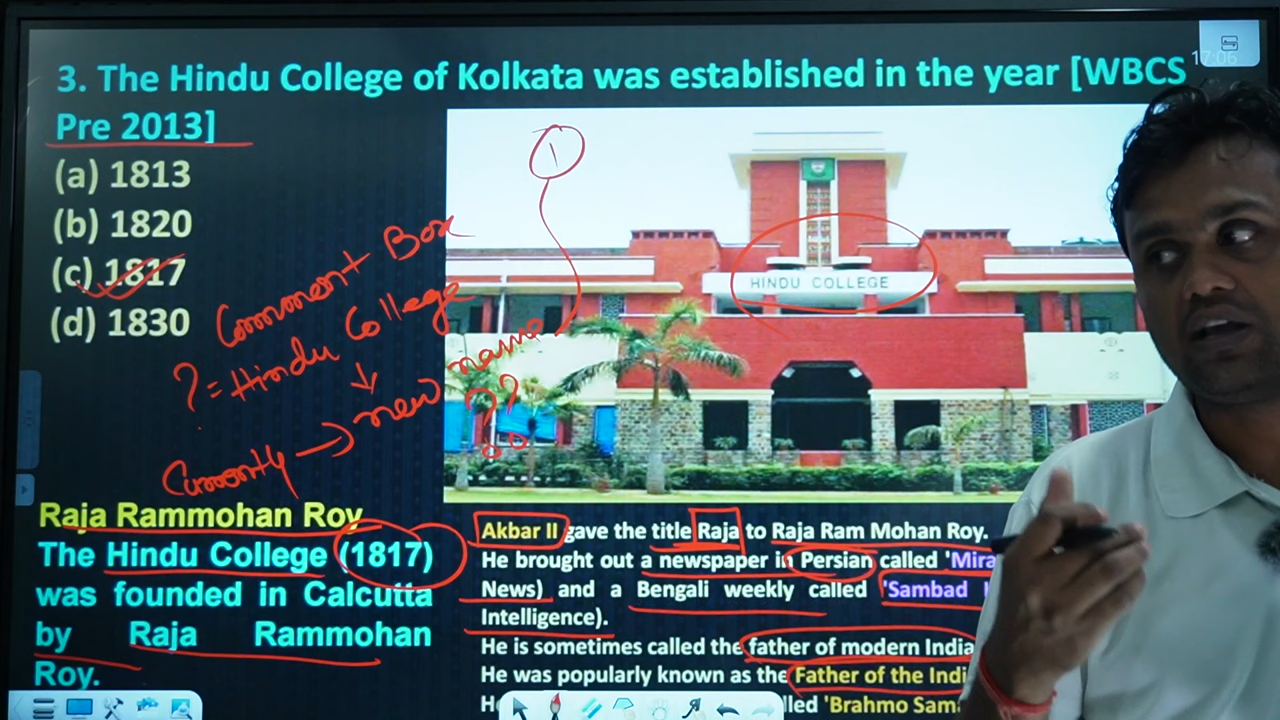 17:06
3. The Hindu College of Kolkata was established in the year [WBCS
Pre 2013]
(a) 1813
(b) 1820
(c) 1817
(d) 1830
1
HINDU COLLEGE
Comment Box
? = Hindu College
Currently → new name
??
Raja Rammohan Roy
The Hindu College (1817)
was founded in Calcutta
by Raja Rammohan
Roy.
Akbar II gave the title Raja to Raja Ram Mohan Roy.
He brought out a newspaper in Persian called 'Mira
News) and a Bengali weekly called 'Sambad
Intelligence).
He is sometimes called the father of modern India
He was popularly known as the Father of the Indi
lled 'Brahmo Sam